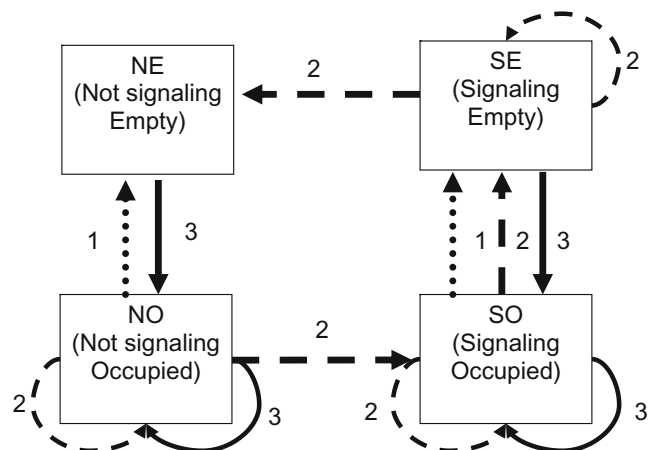 NE
(Not signaling
Empty)
2
SE
(Signaling
Empty)
2
1
3
1
2
3
NO
(Not signaling
Occupied)
2
SO
(Signaling
Occupied)
2
3
2
3